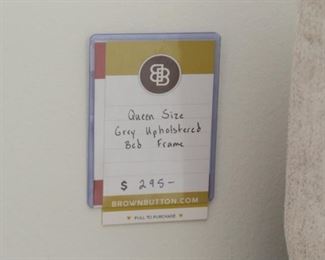 BB
Queen Size
Grey Upholstered
Bed Frame
$ 295-
BROWNBUTTON.COM
PULL TO PURCHASE